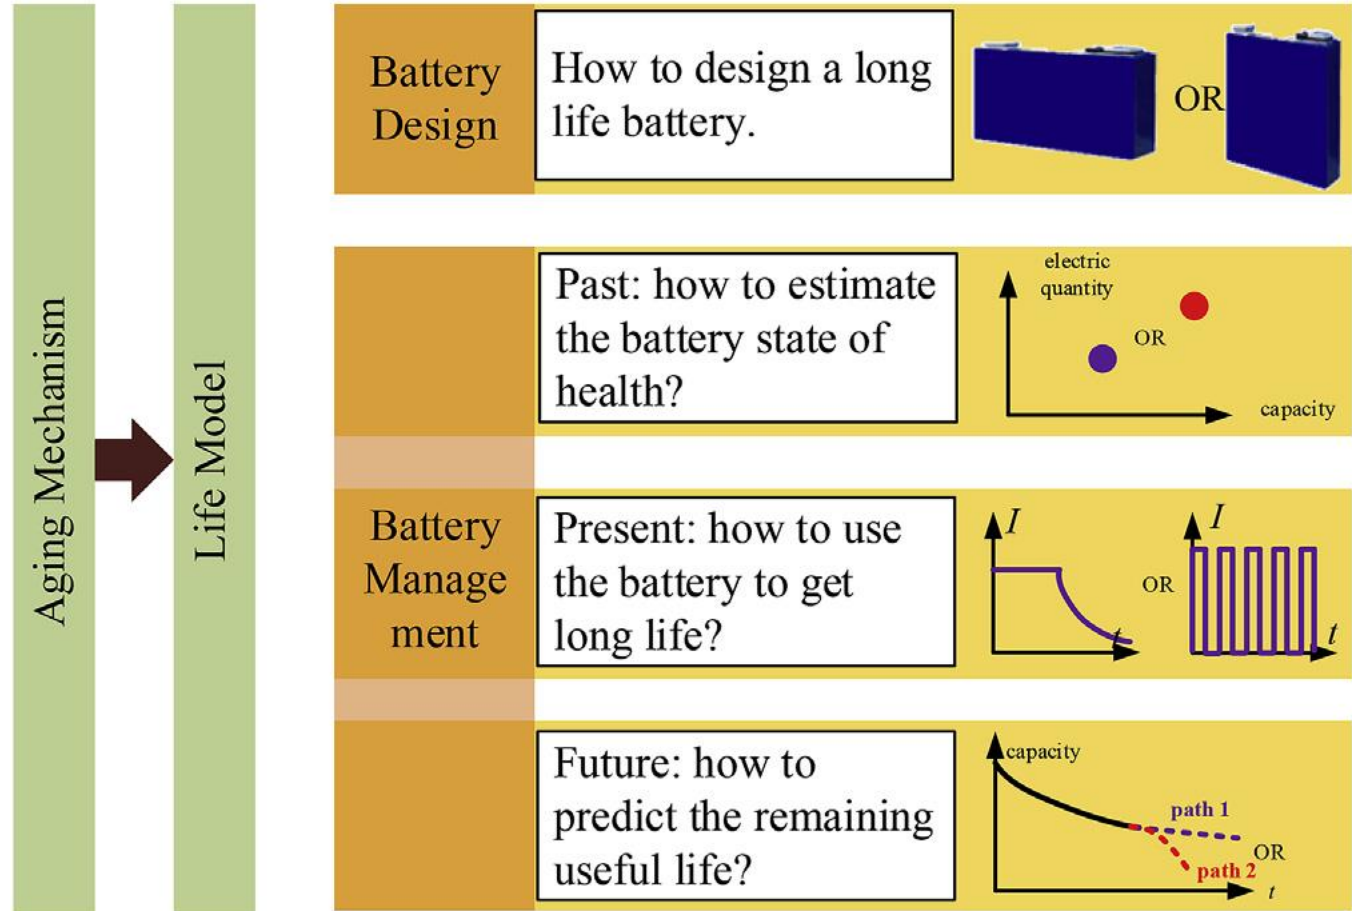 Aging Mechanism
Life Model
Battery
Design
How to design a long
life battery.
OR
Past: how to estimate
the battery state of
health?
electric
quantity
OR
capacity
Battery
Manage
ment
Present: how to use
the battery to get
long life?
I
t
OR
I
t
Future: how to
predict the remaining
useful life?
capacity
path 1
OR
path 2
t